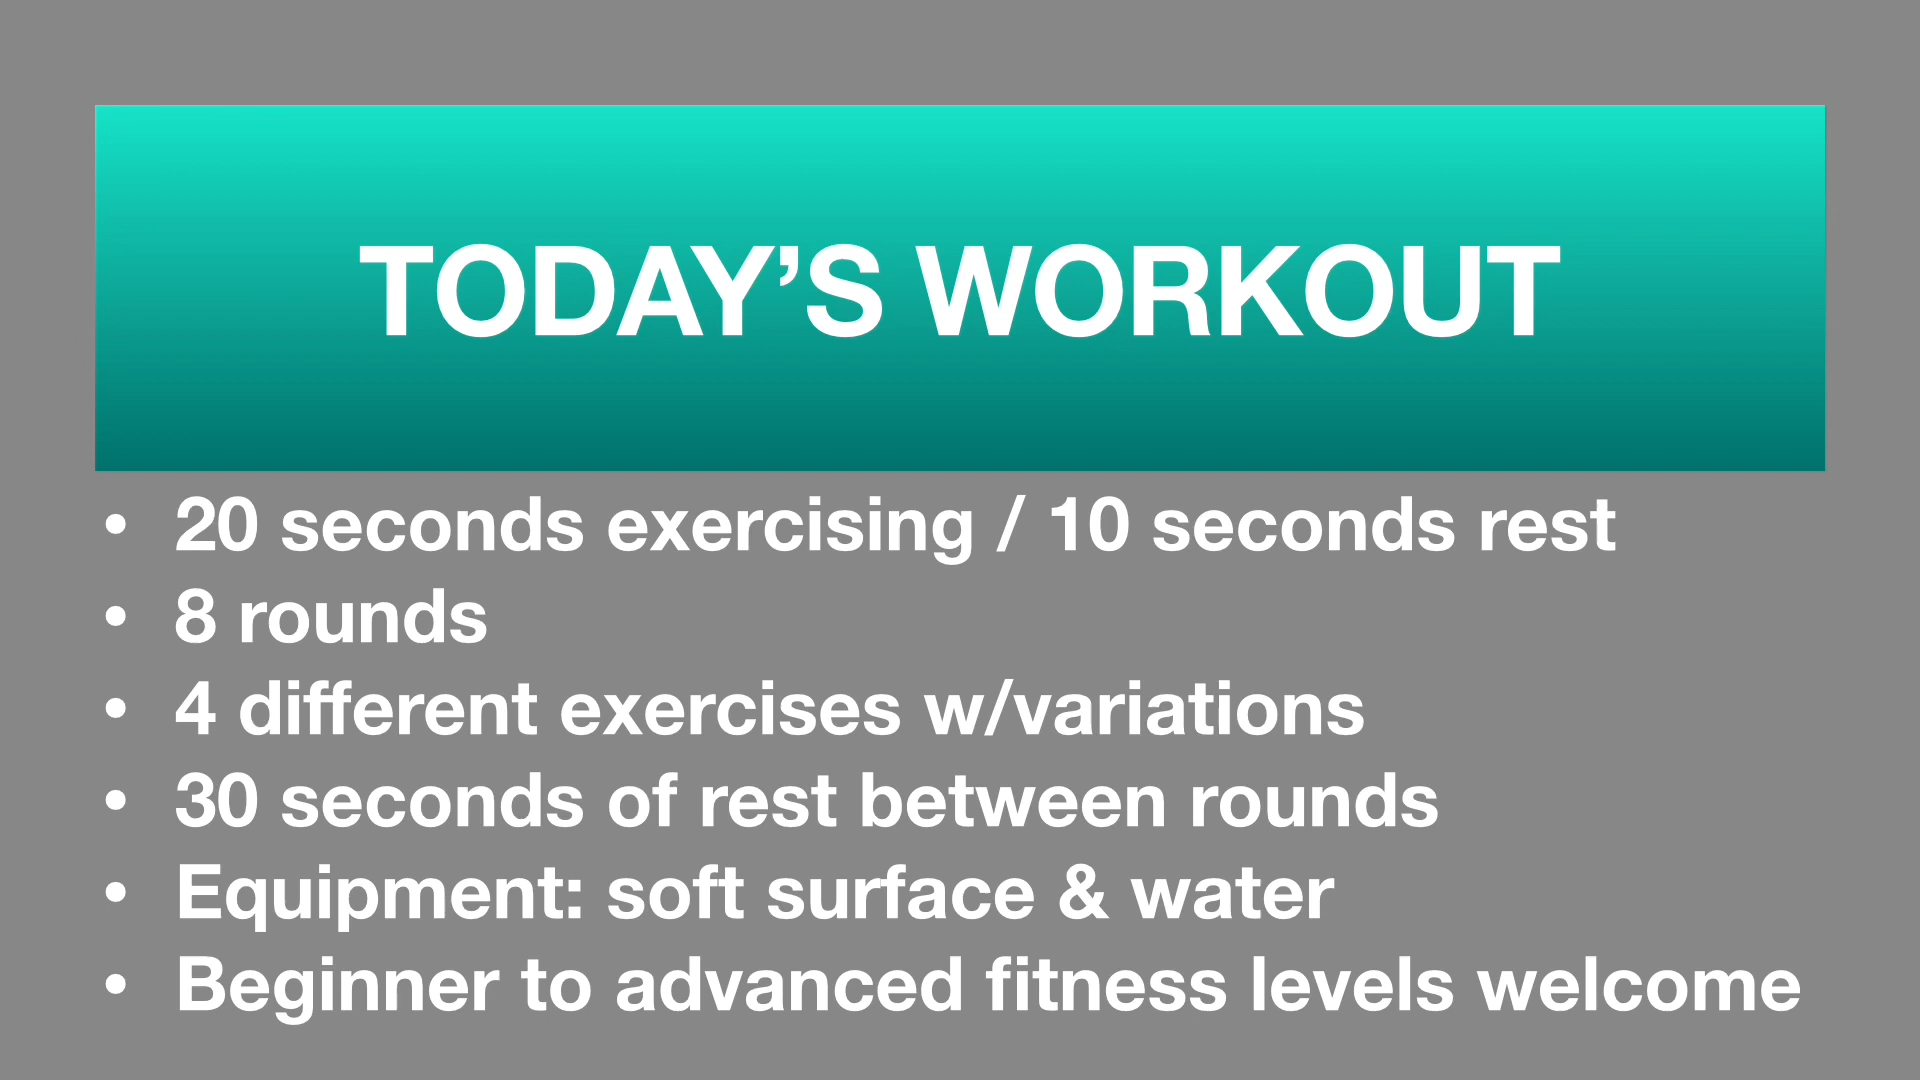 TODAY’S WORKOUT
• 20 seconds exercising / 10 seconds rest
• 8 rounds
• 4 different exercises w/variations
• 30 seconds of rest between rounds
• Equipment: soft surface & water
• Beginner to advanced fitness levels welcome